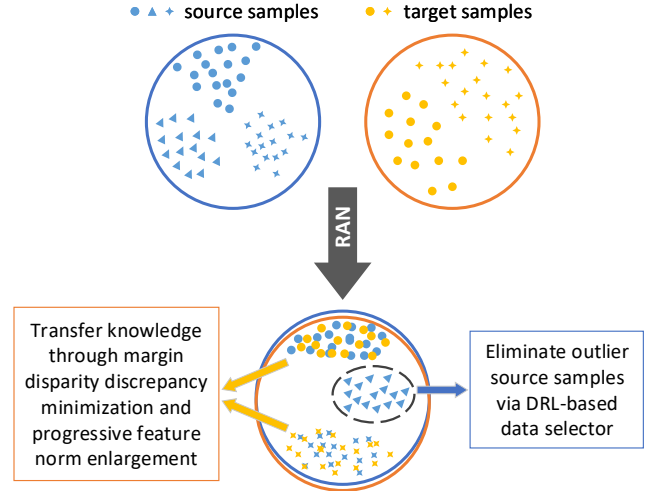 source samples
target samples
RAN
Transfer knowledge
through margin
disparity discrepancy
minimization and
progressive feature
norm enlargement
Eliminate outlier
source samples
via DRL-based
data selector